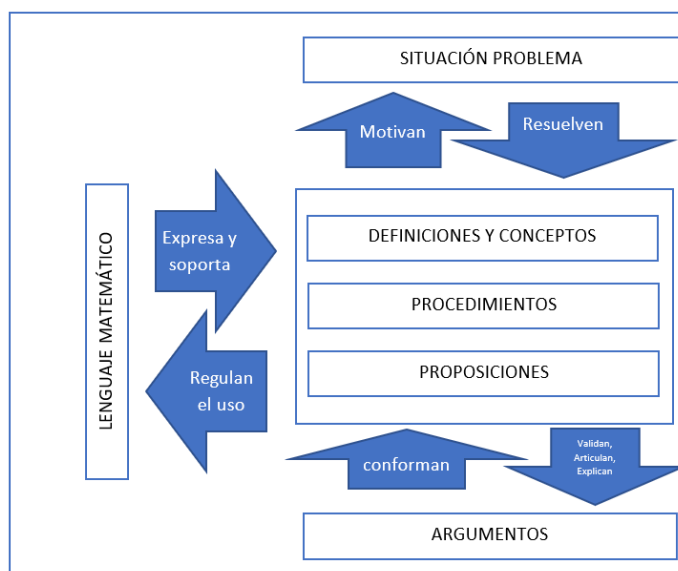 SITUACIÓN PROBLEMA
Motivan
Resuelven
LENGUAJE MATEMÁTICO
Expresa y
soporta
Regulan
el uso
DEFINICIONES Y CONCEPTOS
PROCEDIMIENTOS
PROPOSICIONES
conforman
Validan,
Articulan,
Explican
ARGUMENTOS